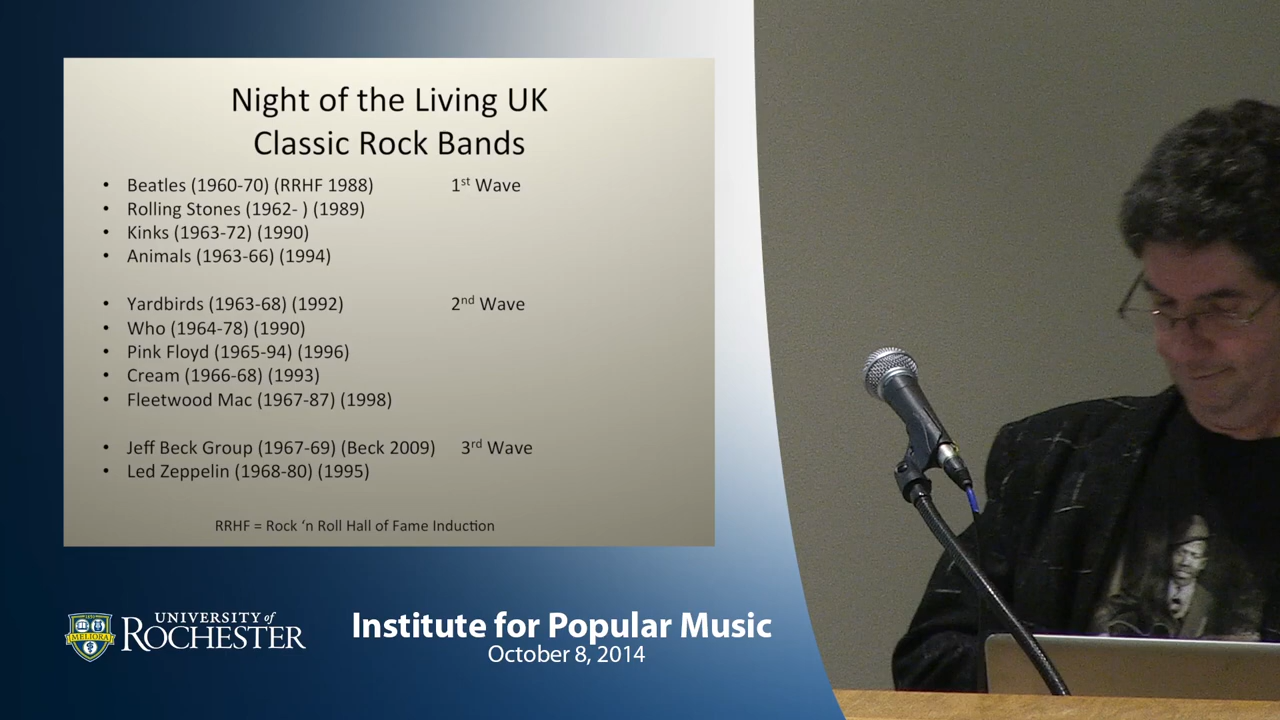 Night of the Living UK
Classic Rock Bands
• Beatles (1960-70) (RRHF 1988) 1st Wave
• Rolling Stones (1962- ) (1989)
• Kinks (1963-72) (1990)
• Animals (1963-66) (1994)
• Yardbirds (1963-68) (1992) 2nd Wave
• Who (1964-78) (1990)
• Pink Floyd (1965-94) (1996)
• Cream (1966-68) (1993)
• Fleetwood Mac (1967-87) (1998)
• Jeff Beck Group (1967-69) (Beck 2009) 3rd Wave
• Led Zeppelin (1968-80) (1995)
RRHF = Rock ‘n Roll Hall of Fame Induction
MELIORA
UNIVERSITY of
ROCHESTER
Institute for Popular Music
October 8, 2014